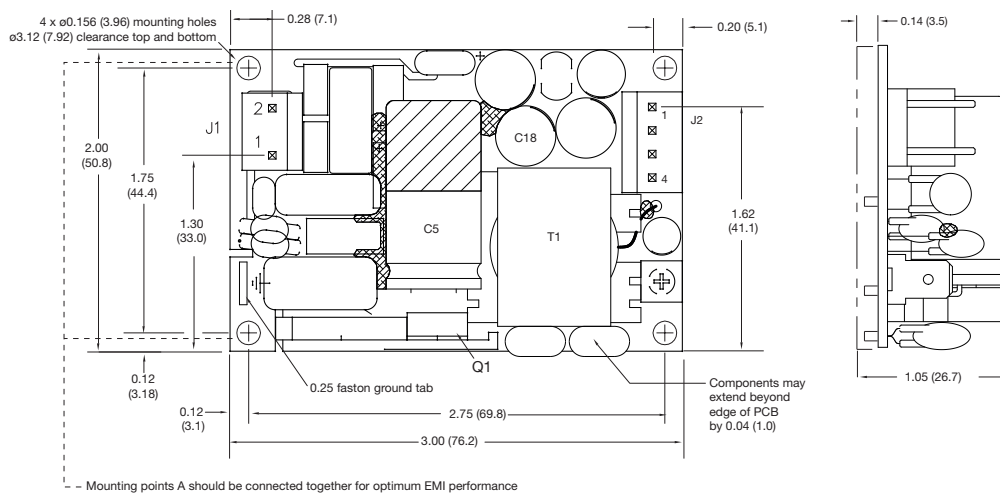 4 x ø0.156 (3.96) mounting holes
ø3.12 (7.92) clearance top and bottom
0.28 (7.1)
0.20 (5.1)
0.14 (3.5)
J1
2
1
2.00
(50.8)
1.75
(44.4)
1.30
(33.0)
C18
C5
T1
1
4
J2
1.62
(41.1)
Q1
0.12
(3.18)
0.25 faston ground tab
0.12
(3.1)
2.75 (69.8)
3.00 (76.2)
Components may
extend beyond
edge of PCB
by 0.04 (1.0)
1.05 (26.7)
Mounting points A should be connected together for optimum EMI performance